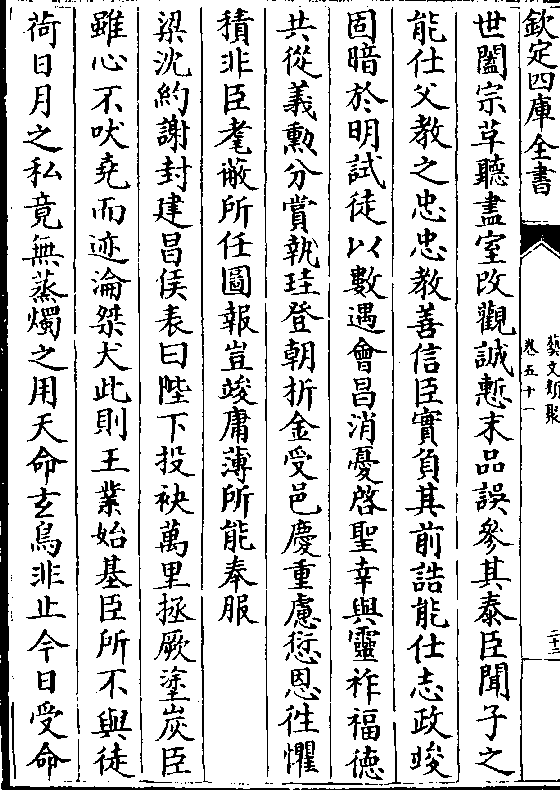 欽定四庫全書
藝文類聚
卷五十一
二十三
世闔宗草聽盡室改觀誠慙末品誤參其泰臣聞子之
能仕父教之忠忠教善信臣實負其前誥能仕志政竣
固暗於明試徒以數遇會昌消憂啓聖幸與靈祚福德
共從義勲分賞執珪登朝折金受邑慶重慮愆恩徃懼
積非臣耄蔽所任圖報豈竣庸薄所能奉服
梁沈約謝封建昌侯表曰陛下投袂萬里拯厥塗炭臣
雖心不吠堯而迹淪桀犬此則王業始基臣所不與徒
荷日月之私竟無蒸燭之用天命玄鳥非止今日受命